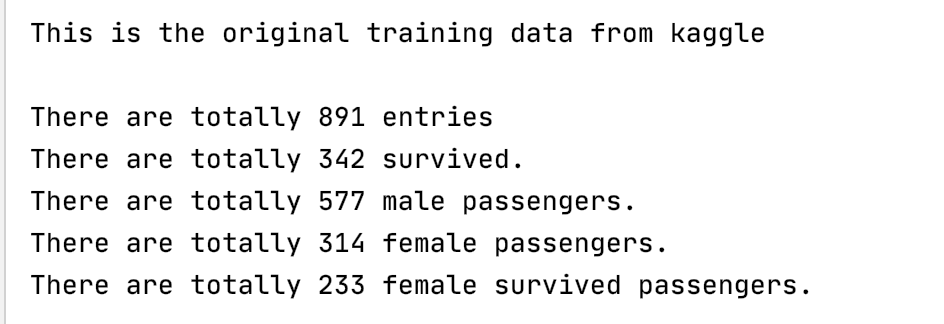 This is the original training data from kaggle
There are totally 891 entries
There are totally 342 survived.
There are totally 577 male passengers.
There are totally 314 female passengers.
There are totally 233 female survived passengers.